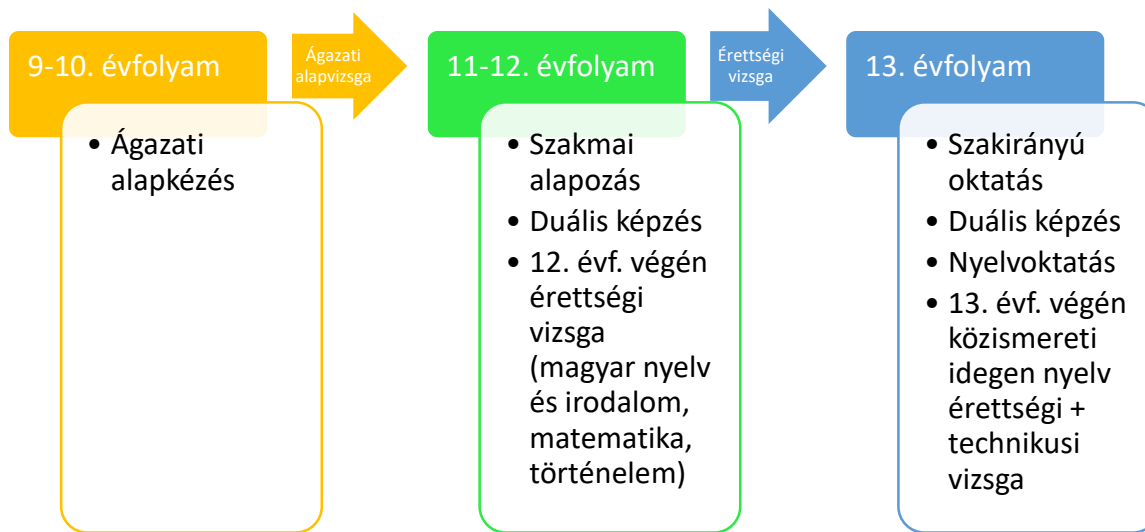 9-10. évfolyam
• Ágazati
alapkézés
Ágazati
alapvizsga
11-12. évfolyam
• Szakmai
alapozás
• Duális képzés
• 12. évf. végén
érettségi
vizsga
(magyar nyelv
és irodalom,
matematika,
történelem)
Érettségi
vizsga
13. évfolyam
• Szakirányú
oktatás
• Duális képzés
• Nyelvoktatás
• 13. évf. végén
közismereti
idegen nyelv
érettségi +
technikusi
vizsga